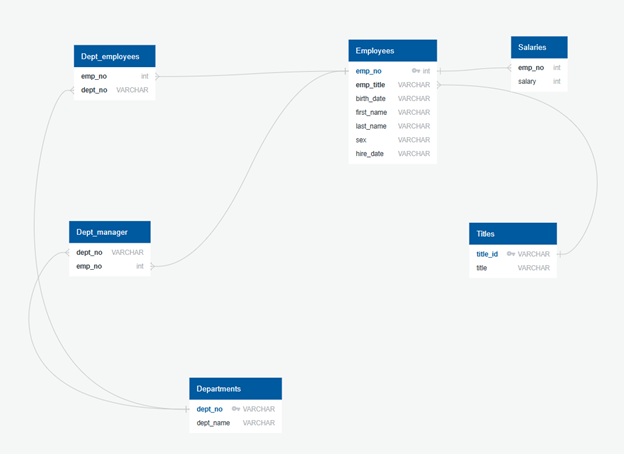 Dept_employees
emp_no int
dept_no VARCHAR
Employees
emp_no int
emp_title VARCHAR
birth_date VARCHAR
first_name VARCHAR
last_name VARCHAR
sex VARCHAR
hire_date VARCHAR
Salaries
emp_no int
salary int
Dept_manager
dept_no VARCHAR
emp_no int
Titles
title_id VARCHAR
title VARCHAR
Departments
dept_no VARCHAR
dept_name VARCHAR